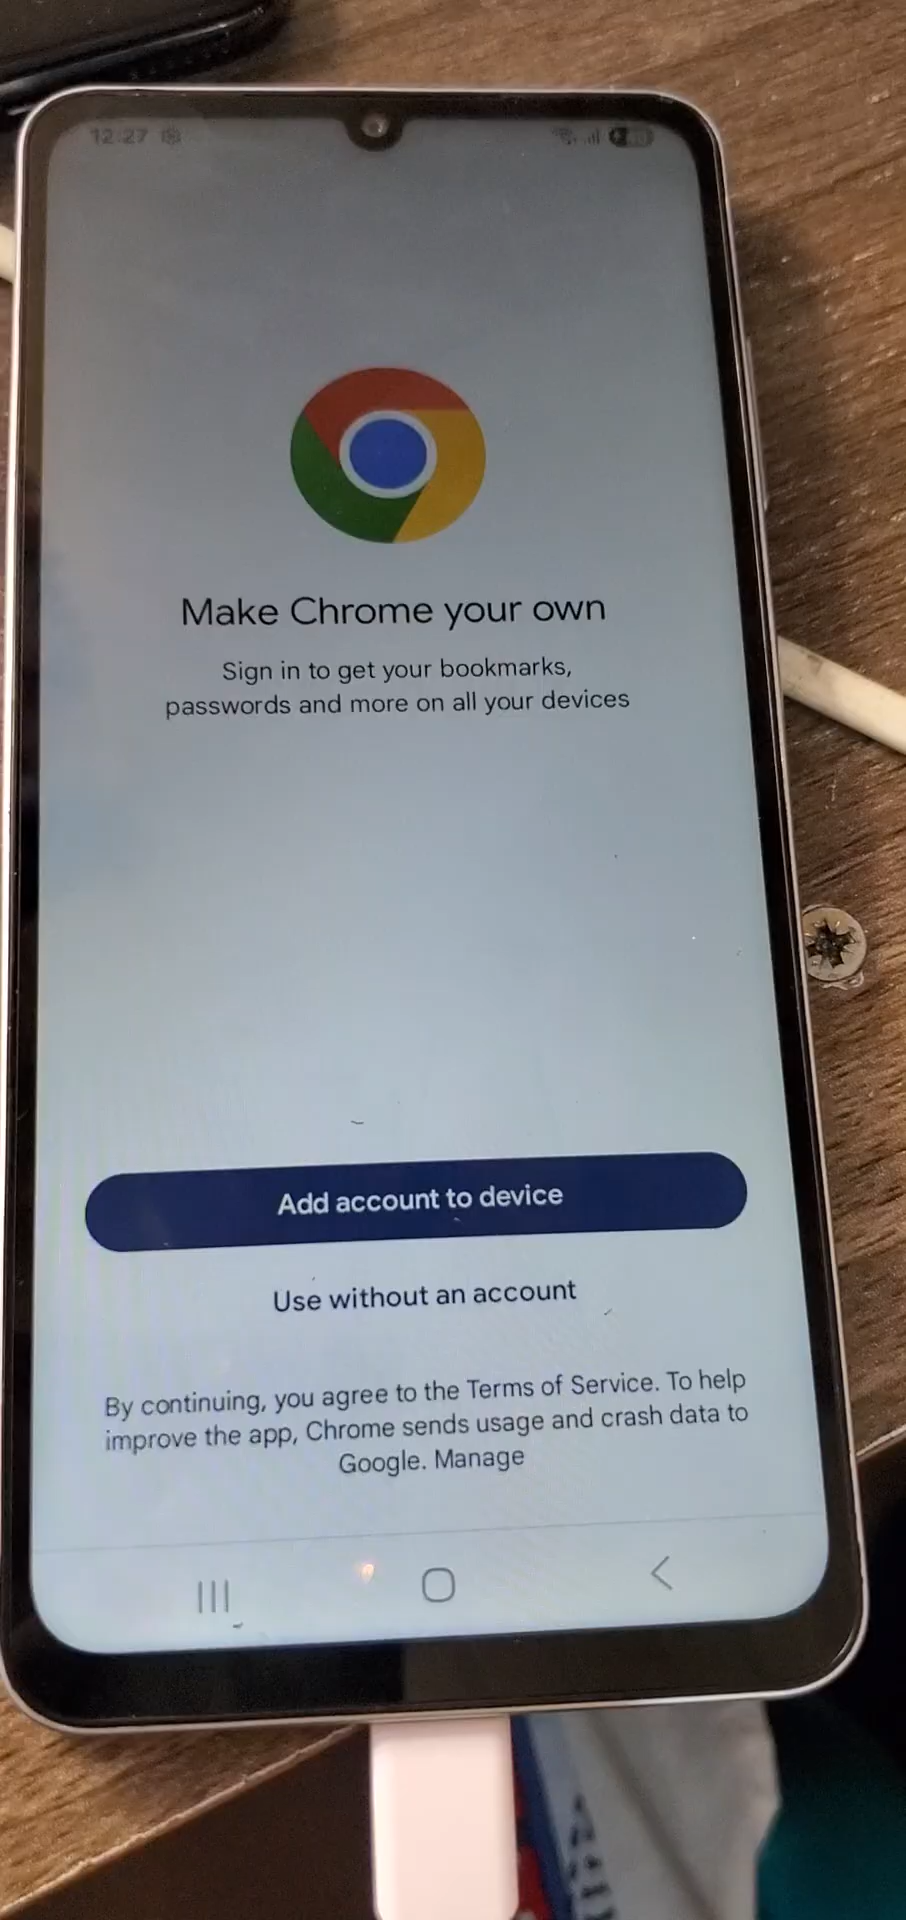 12:27
Make Chrome your own
Sign in to get your bookmarks,
passwords and more on all your devices
Add account to device
Use without an account
By continuing, you agree to the Terms of Service. To help
improve the app, Chrome sends usage and crash data to
Google. Manage